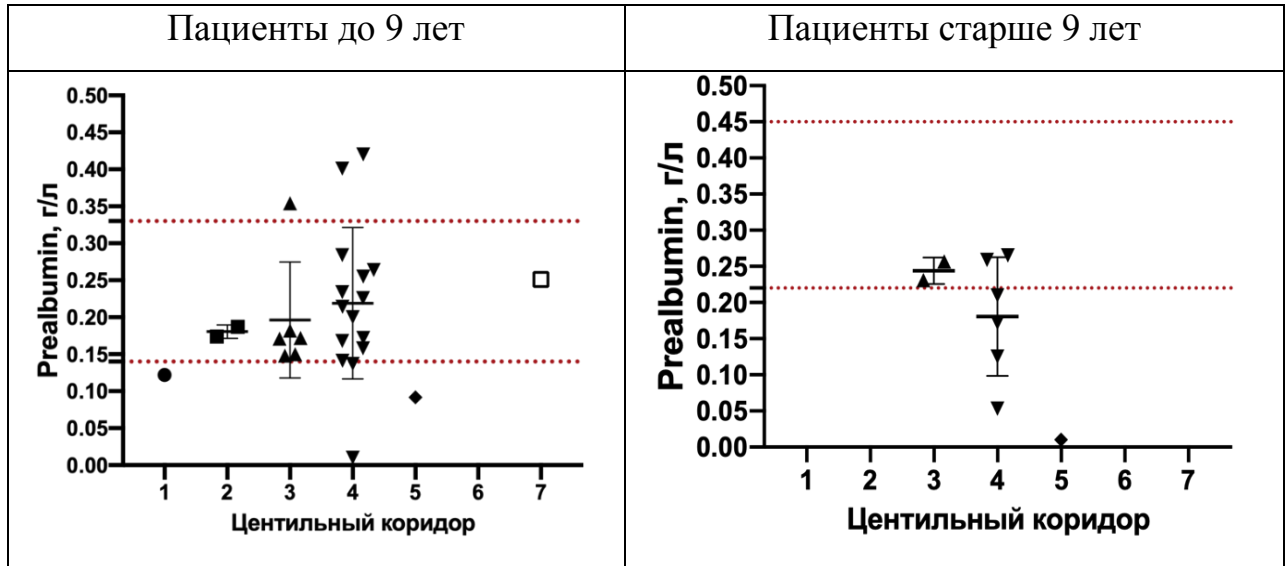 Пациенты до 9 лет
Пациенты старше 9 лет
Prealbumin, г/л
0.50
0.45
0.40
0.35
0.30
0.25
0.20
0.15
0.10
0.05
0.00
1 2 3 4 5 6 7
Центильный коридор
Prealbumin, г/л
0.50
0.45
0.40
0.35
0.30
0.25
0.20
0.15
0.10
0.05
0.00
1 2 3 4 5 6 7
Центильный коридор